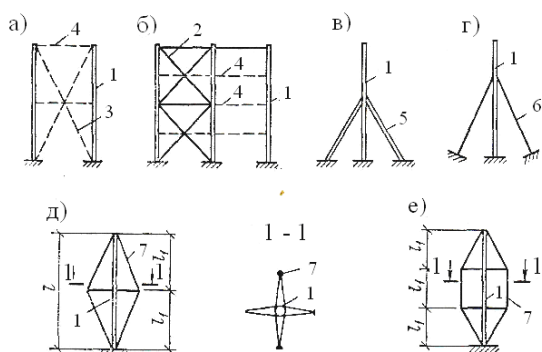 а) б) в) г)
4 2 1 1
1 4
3 4 1 5 6
д) 1 - 1 е)
7 7 l₁
1 1 l₁ 1 1 1
l 1 l₁ l₁ 1 7
l₁